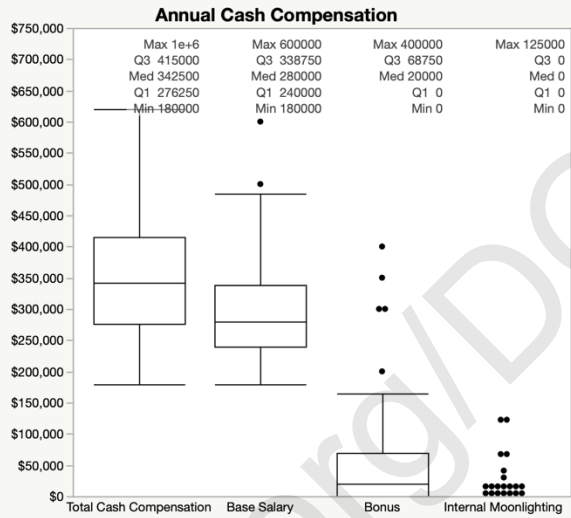 Annual Cash Compensation
$750,000
$700,000
$650,000
$600,000
$550,000
$500,000
$450,000
$400,000
$350,000
$300,000
$250,000
$200,000
$150,000
$100,000
$50,000
$0
Max 1e+6
Q3 415000
Med 342500
Q1 276250
Min 180000
Max 600000
Q3 338750
Med 280000
Q1 240000
Min 180000
Max 400000
Q3 68750
Med 20000
Q1 0
Min 0
Max 125000
Q3 0
Med 0
Q1 0
Min 0
Total Cash Compensation
Base Salary
Bonus
Internal Moonlighting
org/DO